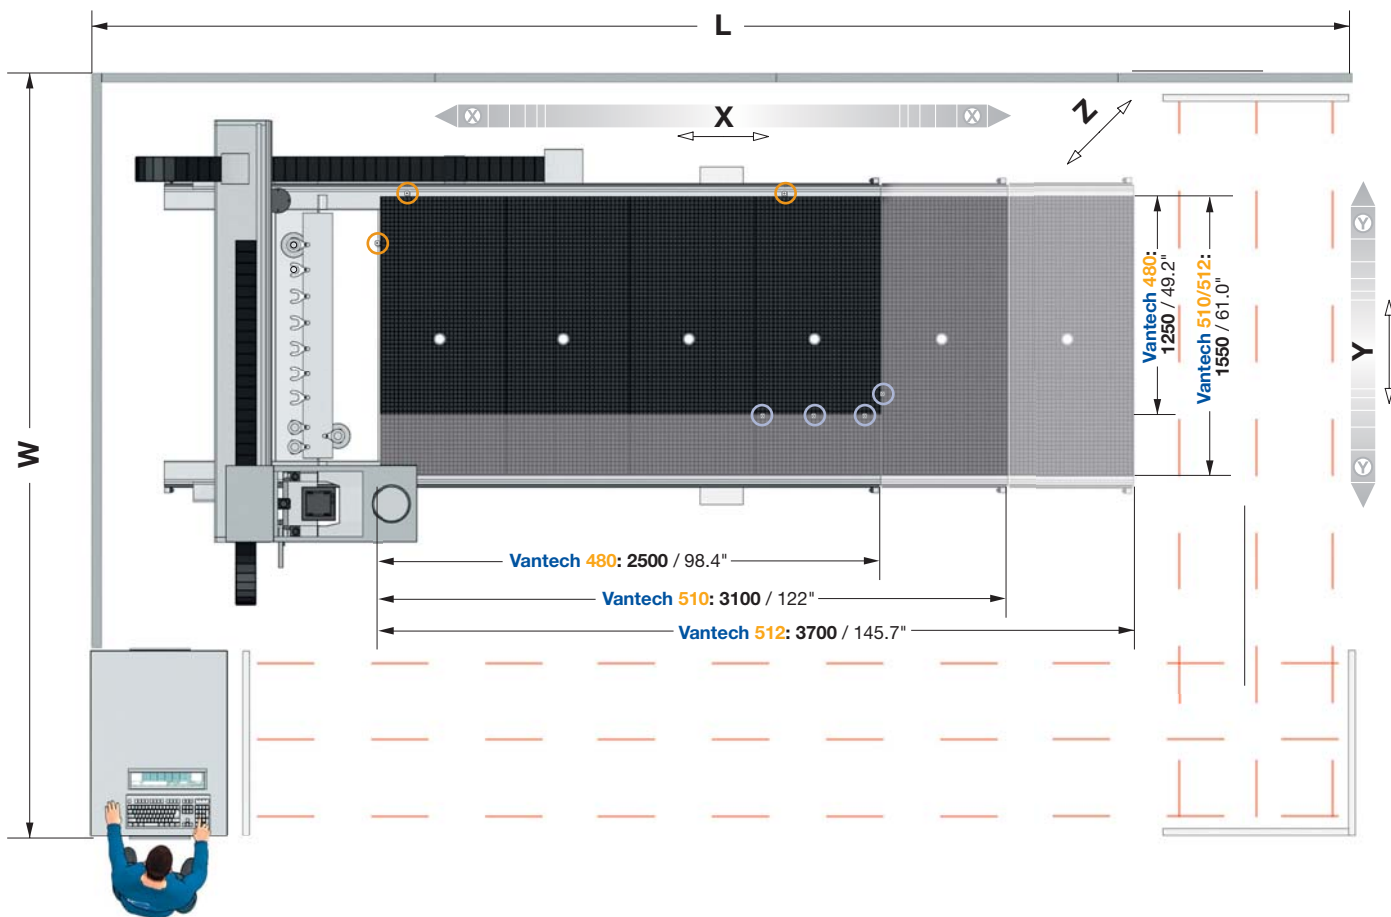 L
X X
X
Z
W
Y
Y
Y
Vantech 480:
1250 / 49.2"
Vantech 510/512:
1550 / 61.0"
Vantech 480: 2500 / 98.4"
Vantech 510: 3100 / 122"
Vantech 512: 3700 / 145.7"